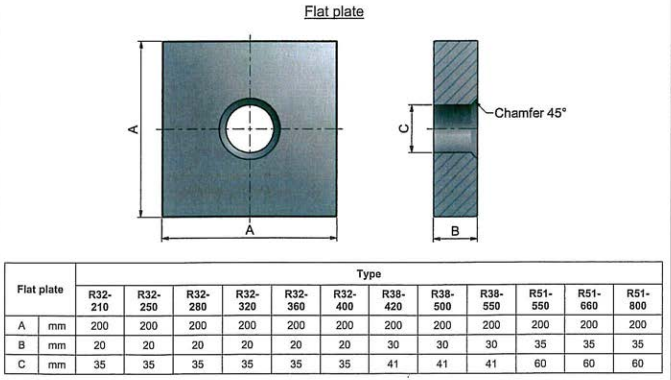 Flat plate
A
C
Chamfer 45°
A
B
Flat plate Type
R32-210 R32-250 R32-280 R32-320 R32-360 R32-400 R38-420 R38-500 R38-550 R51-550 R51-660 R51-800
A mm 200 200 200 200 200 200 200 200 200 200 200 200
B mm 20 20 20 20 20 20 30 30 30 35 35 35
C mm 35 35 35 35 35 35 41 41 41 60 60 60